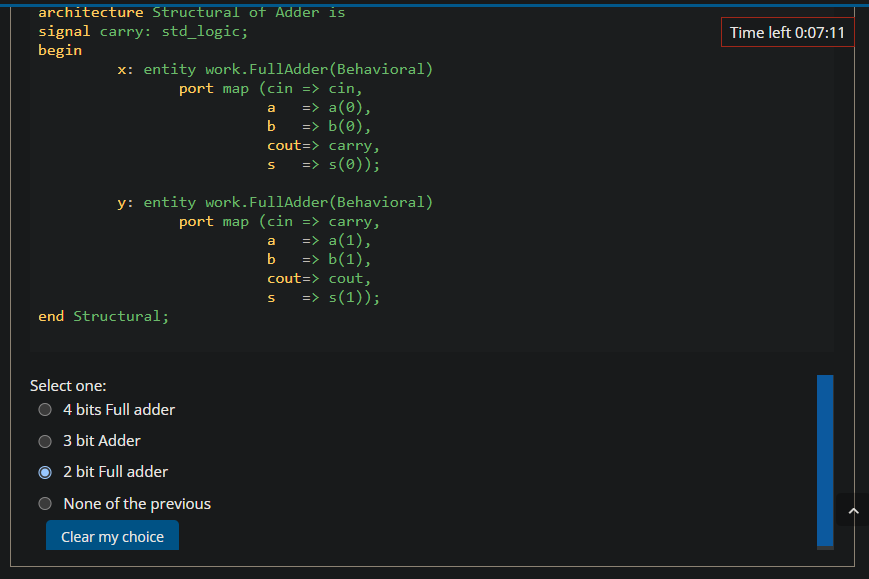 architecture Structural of Adder is
signal carry: std_logic;
begin
x: entity work.FullAdder(Behavioral)
port map (cin => cin,
a => a(0),
b => b(0),
cout=> carry,
s => s(0));
y: entity work.FullAdder(Behavioral)
port map (cin => carry,
a => a(1),
b => b(1),
cout=> cout,
s => s(1));
end Structural;
Time left 0:07:11
Select one:
4 bits Full adder
3 bit Adder
2 bit Full adder
None of the previous
Clear my choice